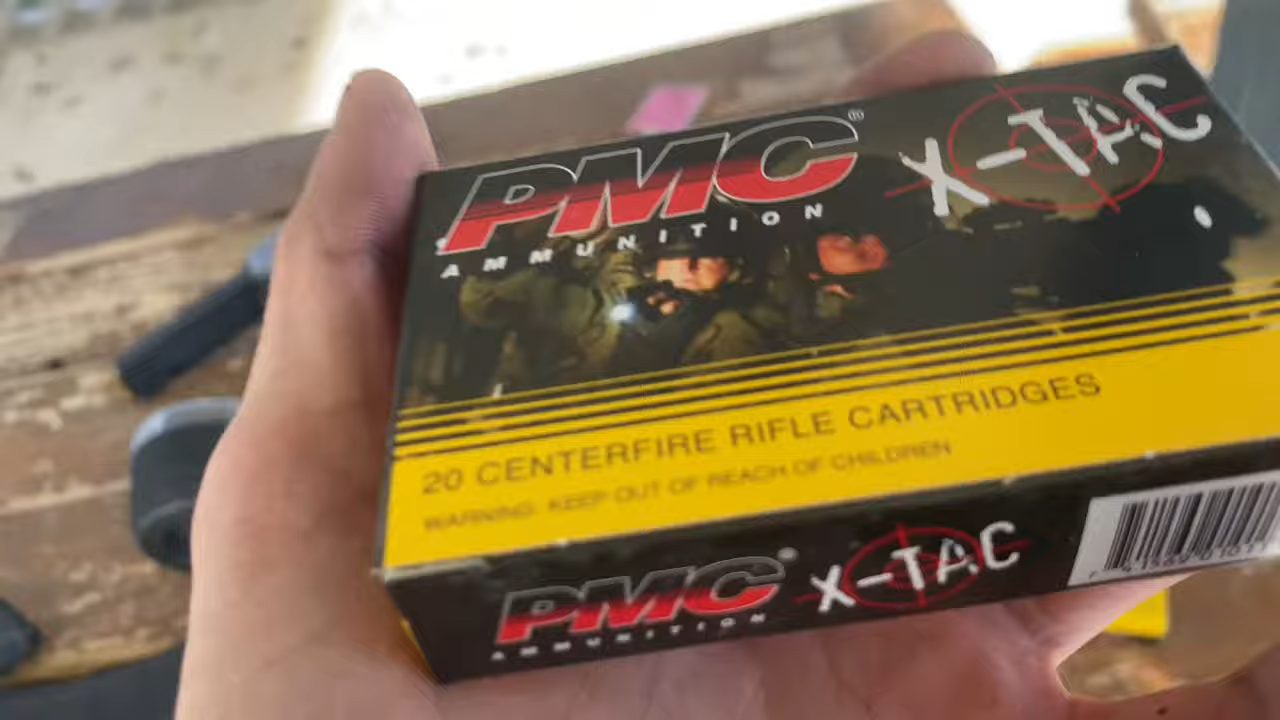 PMC®
AMMUNITION
X-TAC
20 CENTERFIRE RIFLE CARTRIDGES
WARNING: KEEP OUT OF REACH OF CHILDREN
PMC®
AMMUNITION
X-TAC